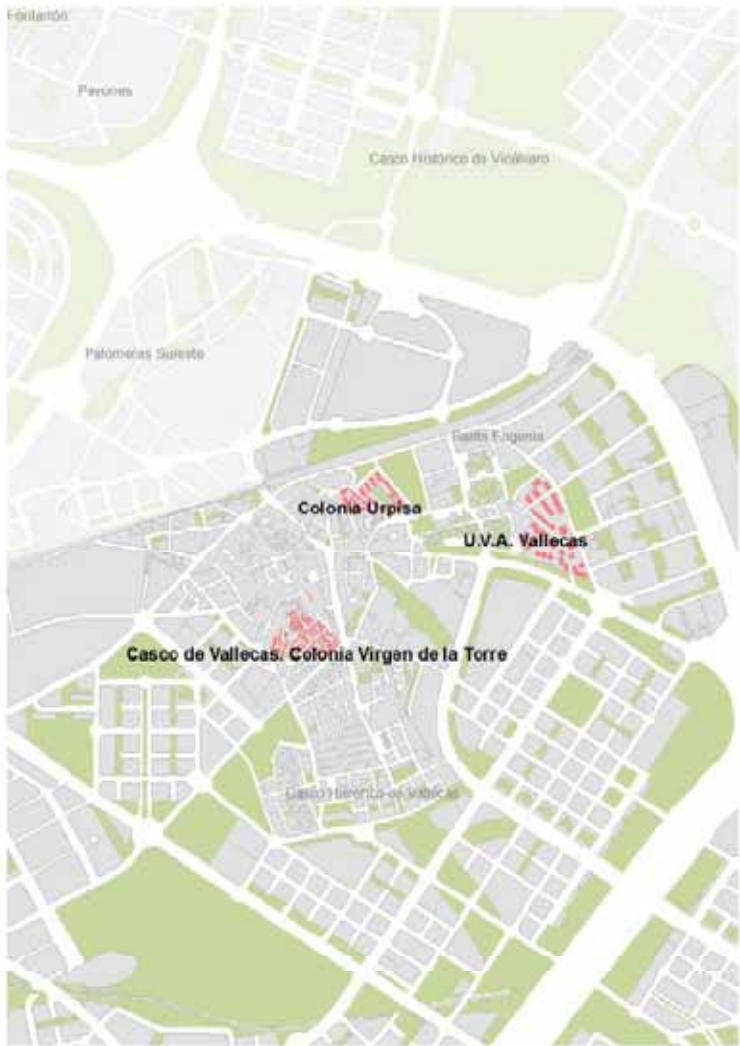 Fontarrón
Pavones
Casco Histórico de Vicálvaro
Palomeras Sureste
Santa Eugenia
Colonia Urpisa
U.V.A. Vallecas
Casco de Vallecas. Colonia Virgen de la Torre
Casco Histórico de Vallecas